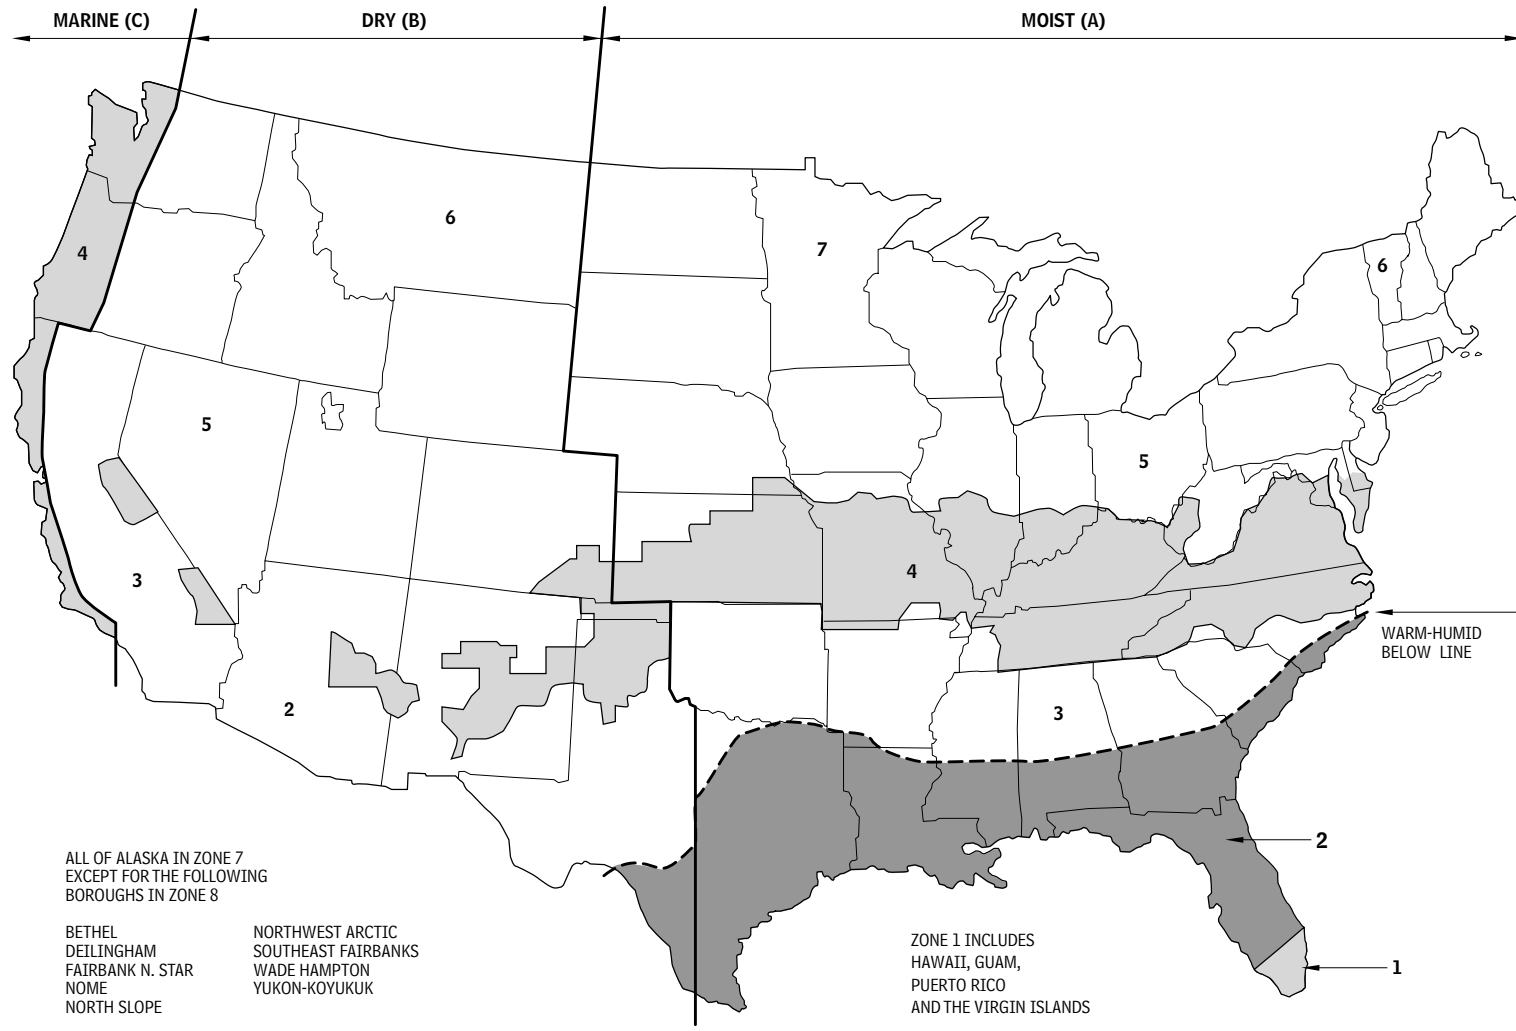 MARINE (C)
DRY (B)
MOIST (A)
6
7
6
4
5
5
3
4
WARM-HUMID
BELOW LINE
2
3
2
1
ALL OF ALASKA IN ZONE 7
EXCEPT FOR THE FOLLOWING
BOROUGHS IN ZONE 8
BETHEL
DEILINGHAM
FAIRBANK N. STAR
NOME
NORTH SLOPE
NORTHWEST ARCTIC
SOUTHEAST FAIRBANKS
WADE HAMPTON
YUKON-KOYUKUK
ZONE 1 INCLUDES
HAWAII, GUAM,
PUERTO RICO
AND THE VIRGIN ISLANDS